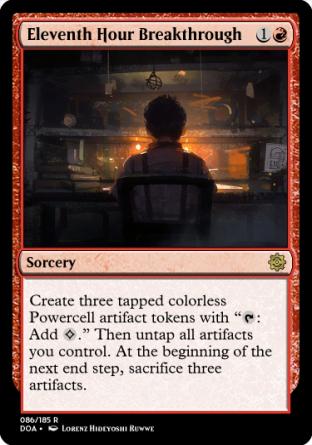 Eleventh Hour Breakthrough 1
Sorcery
Create three tapped colorless
Powercell artifact tokens with “: 
Add .” Then untap all artifacts
you control. At the beginning of the
next end step, sacrifice three
artifacts.
086/185 R
DOA • Lorenz Hideyoshi Ruwwe